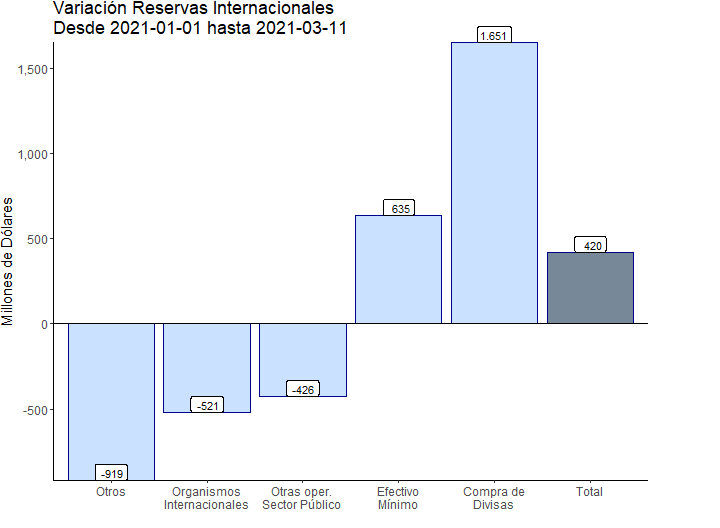 Variación Reservas Internacionales
Desde 2021-01-01 hasta 2021-03-11
Millones de Dólares
1,500
1,000
500
0
-500
-919
-521
-426
635
1.651
420
Otros
Organismos
Internacionales
Otras oper.
Sector Público
Efectivo
Mínimo
Compra de
Divisas
Total